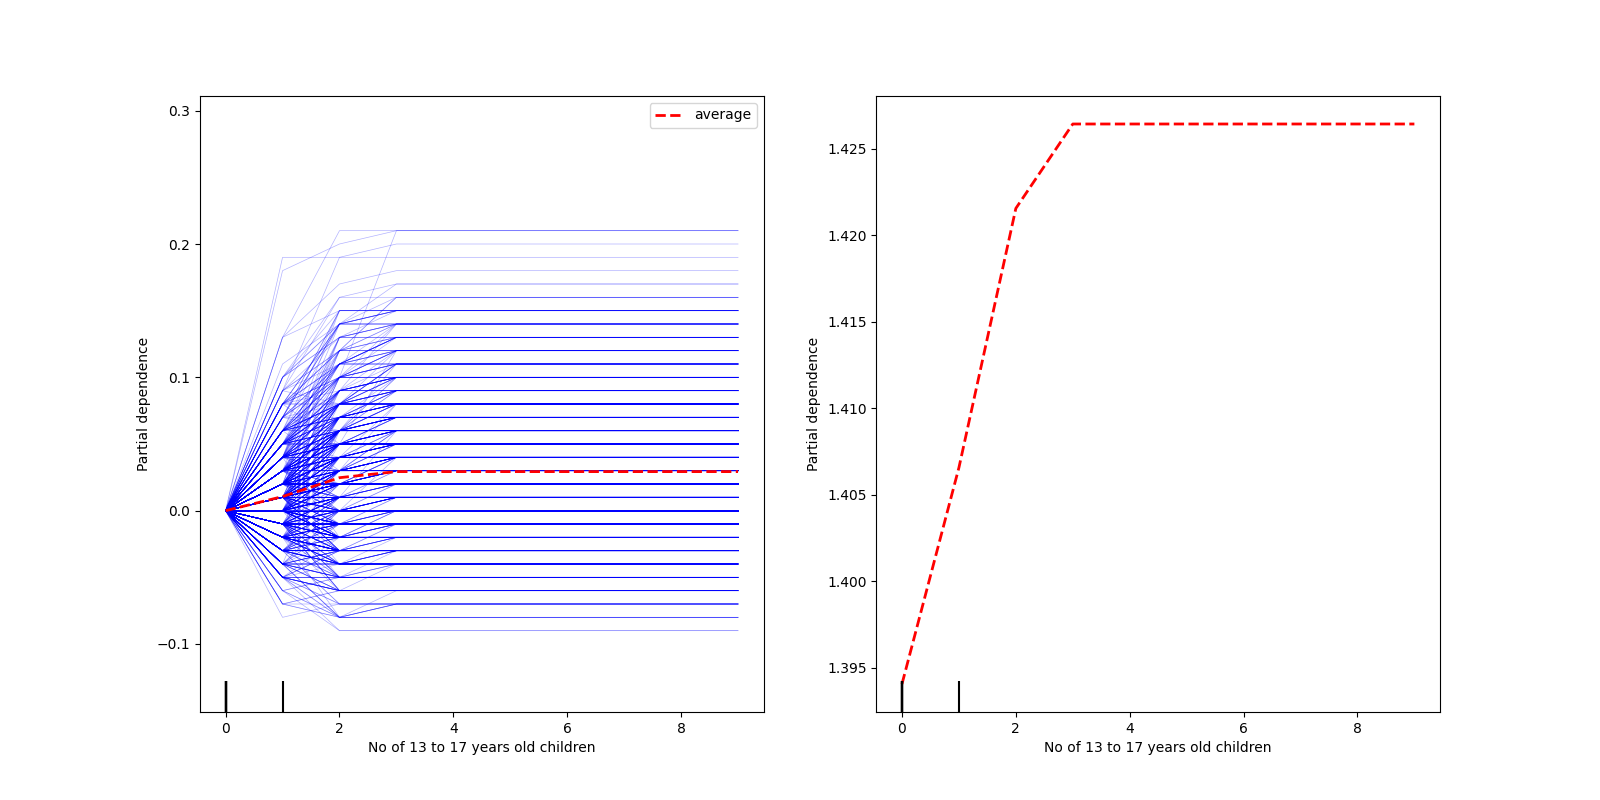 0.3
0.2
0.1
0.0
−0.1
Partial dependence
average
0 2 4 6 8
No of 13 to 17 years old children
1.425
1.420
1.415
1.410
1.405
1.400
1.395
Partial dependence
0 2 4 6 8
No of 13 to 17 years old children